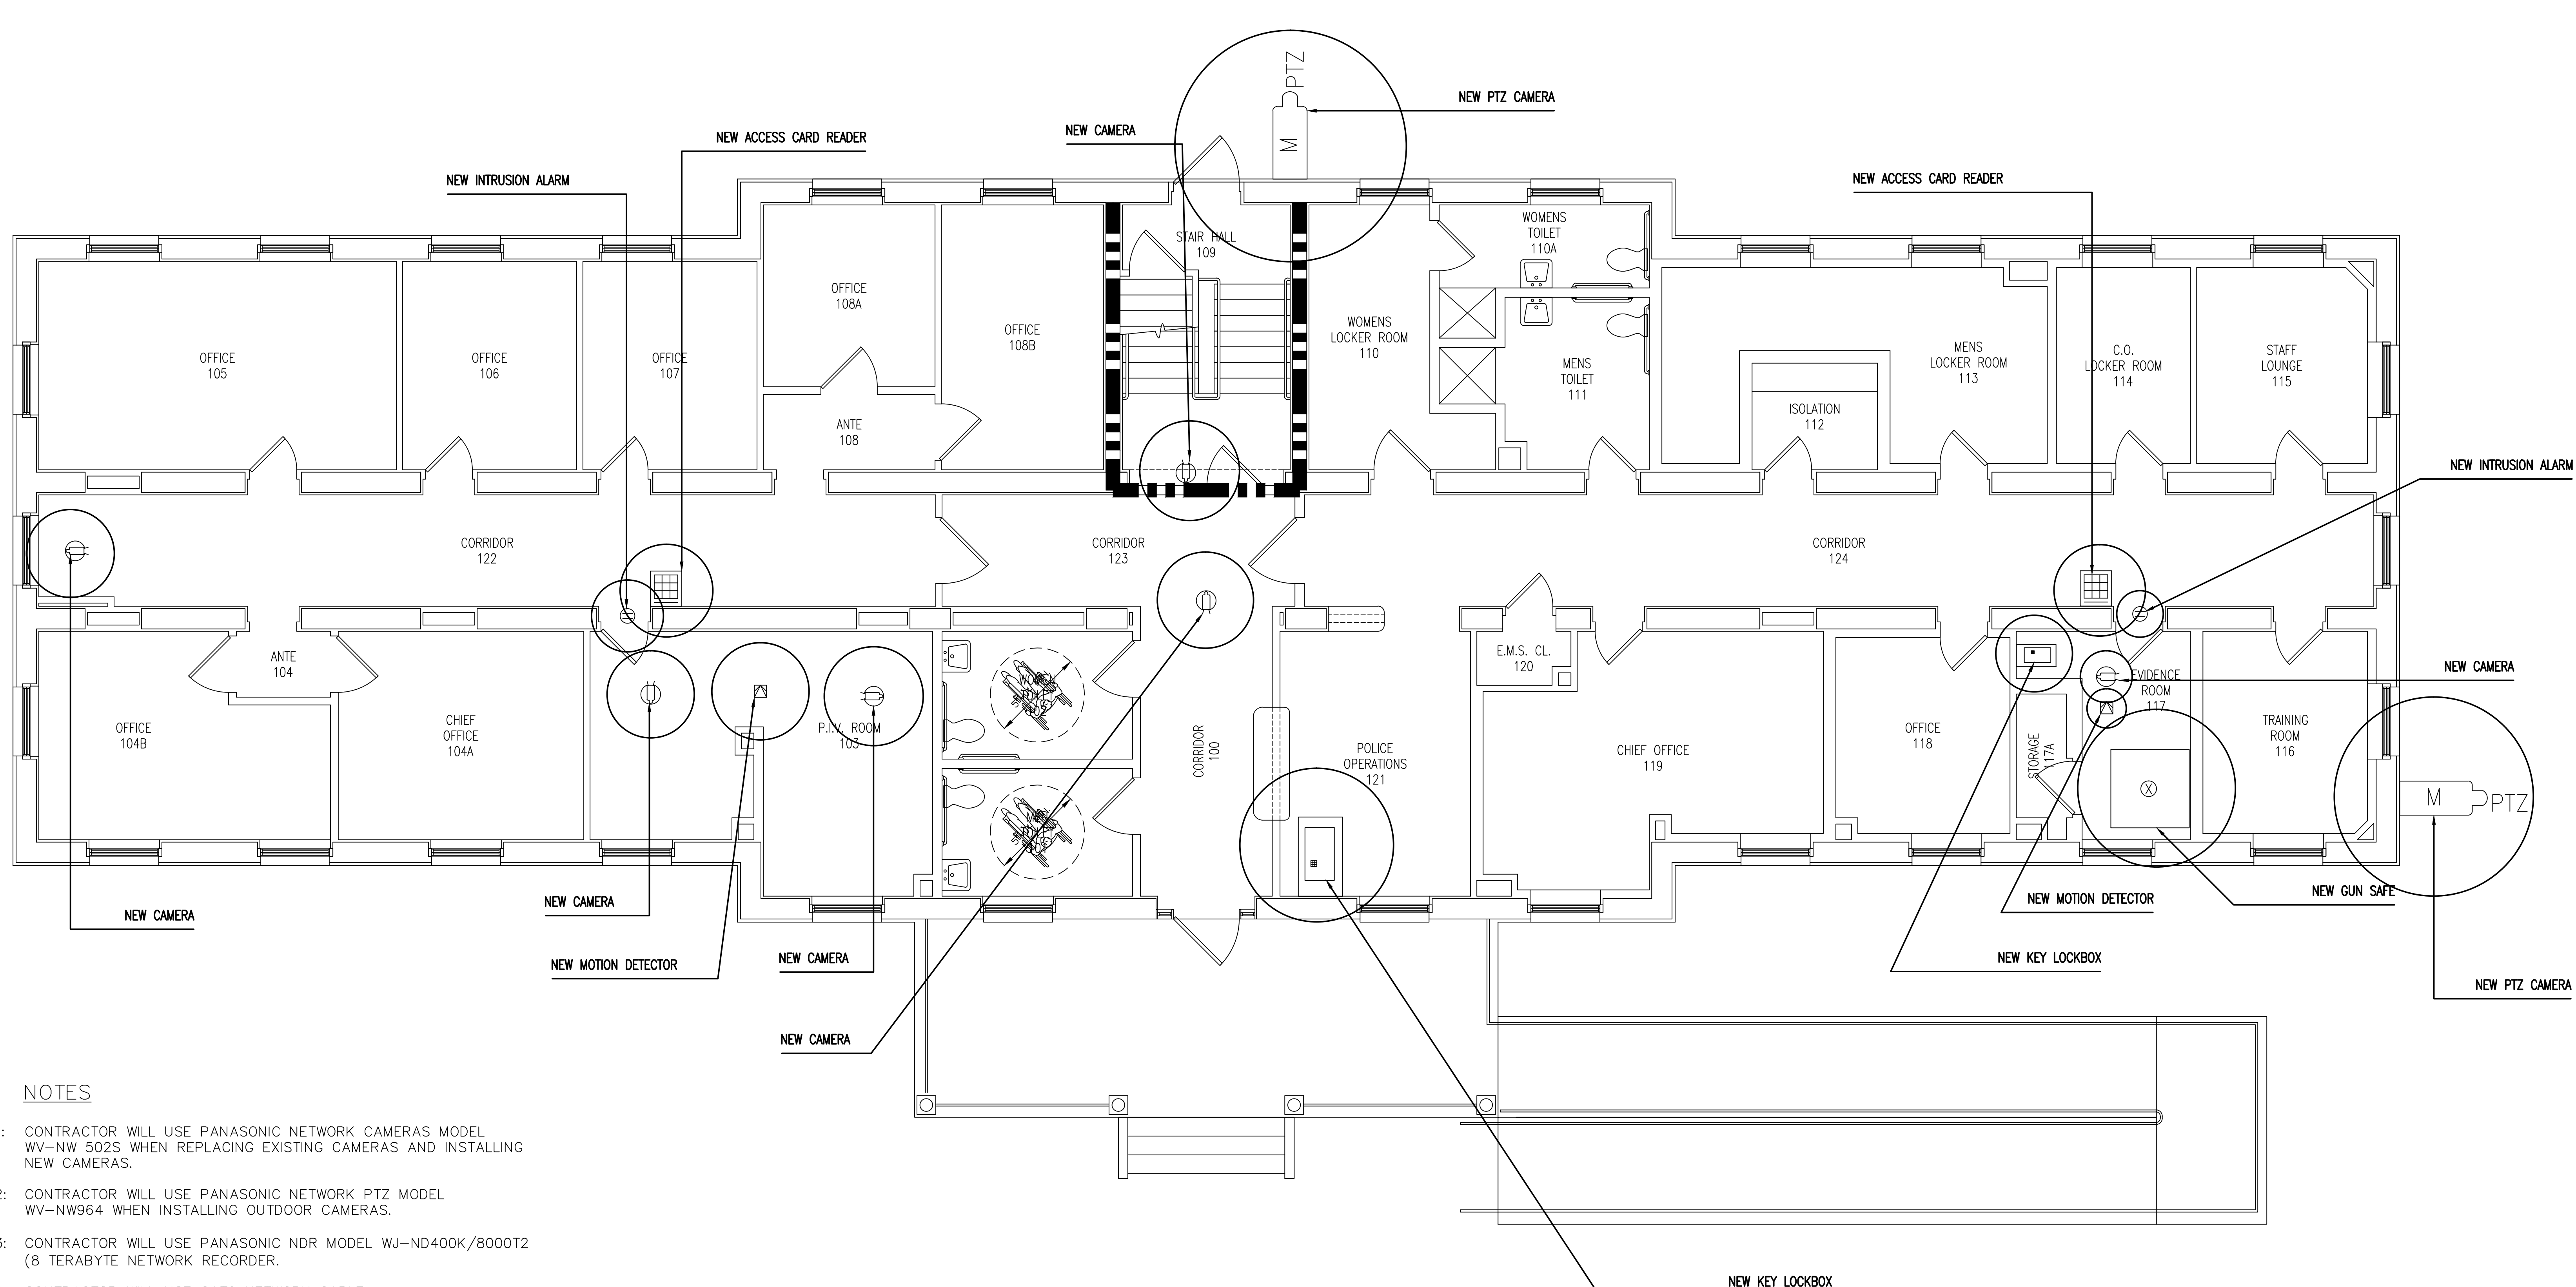 PTZ
M
NEW PTZ CAMERA
NEW CAMERA
NEW ACCESS CARD READER
NEW INTRUSION ALARM
NEW ACCESS CARD READER
STAIR HALL
109
WOMENS
TOILET
110A
OFFICE
108A
OFFICE
108B
WOMENS
LOCKER ROOM
110
OFFICE
105
OFFICE
106
OFFICE
107
MENS
TOILET
111
MENS
LOCKER ROOM
113
C.O.
LOCKER ROOM
114
STAFF
LOUNGE
115
ANTE
108
ISOLATION
112
NEW INTRUSION ALARM
CORRIDOR
122
CORRIDOR
123
CORRIDOR
124
ANTE
104
E.M.S. CL.
120
NEW CAMERA
OFFICE
104B
CHIEF
OFFICE
104A
P.I.V. ROOM
103
CORRIDOR
100
POLICE
OPERATIONS
121
CHIEF OFFICE
119
OFFICE
118
STORAGE
117A
EVIDENCE
ROOM
117
X
TRAINING
ROOM
116
M
PTZ
NEW CAMERA
NEW CAMERA
NEW MOTION DETECTOR
NEW CAMERA
NEW CAMERA
NEW MOTION DETECTOR
NEW GUN SAFE
NEW KEY LOCKBOX
NEW PTZ CAMERA
NOTES
: CONTRACTOR WILL USE PANASONIC NETWORK CAMERAS MODEL
WV-NW 502S WHEN REPLACING EXISTING CAMERAS AND INSTALLING
NEW CAMERAS.
2: CONTRACTOR WILL USE PANASONIC NETWORK PTZ MODEL
WV-NW964 WHEN INSTALLING OUTDOOR CAMERAS.
3: CONTRACTOR WILL USE PANASONIC NDR MODEL WJ-ND400K/8000T2
(8 TERABYTE NETWORK RECORDER.
NEW KEY LOCKBOX